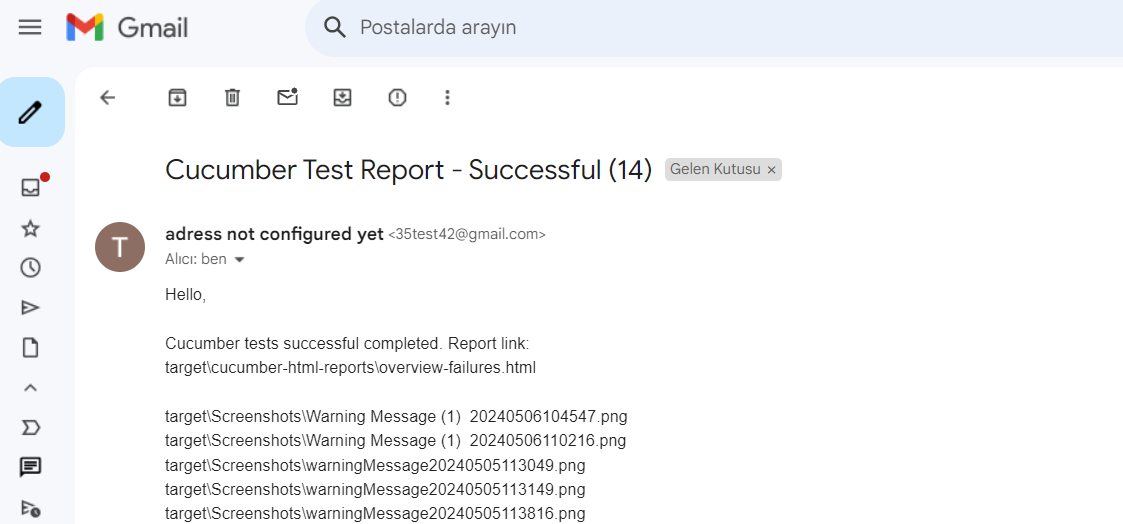 Gmail
Postalarda arayın
Cucumber Test Report - Successful (14) Gelen Kutusu ×
T
adress not configured yet <35test42@gmail.com>
Alıcı: ben
Hello,
Cucumber tests successful completed. Report link:
target\cucumber-html-reports\overview-failures.html
target\Screenshots\Warning Message (1)  20240506104547.png
target\Screenshots\Warning Message (1)  20240506110216.png
target\Screenshots\warningMessage20240505113049.png
target\Screenshots\warningMessage20240505113149.png
target\Screenshots\warningMessage20240505113816.png